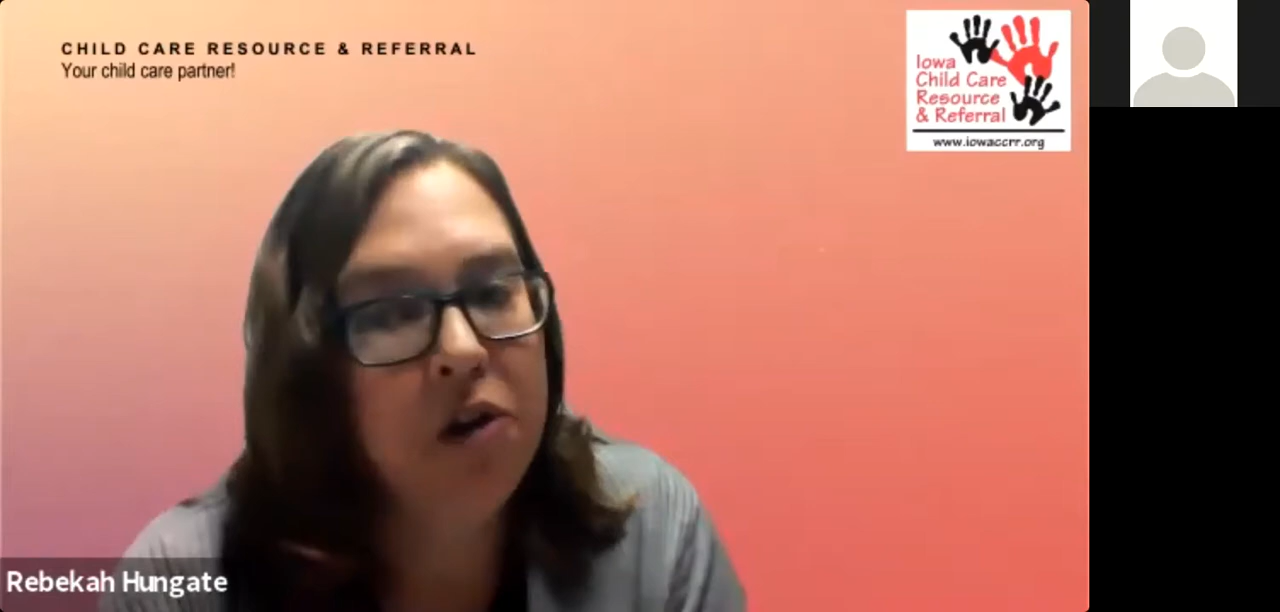 CHILD CARE RESOURCE & REFERRAL
Your child care partner!
Iowa
Child Care
Resource
& Referral
www.iowaccrr.org
Rebekah Hungate